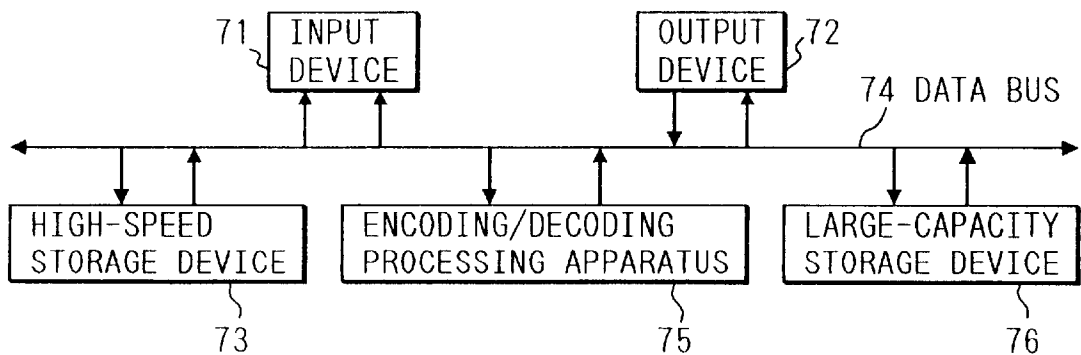 71
INPUT
DEVICE
OUTPUT
DEVICE
72
74 DATA BUS
HIGH-SPEED
STORAGE DEVICE
ENCODING/DECODING
PROCESSING APPARATUS
LARGE-CAPACITY
STORAGE DEVICE
73
75
76